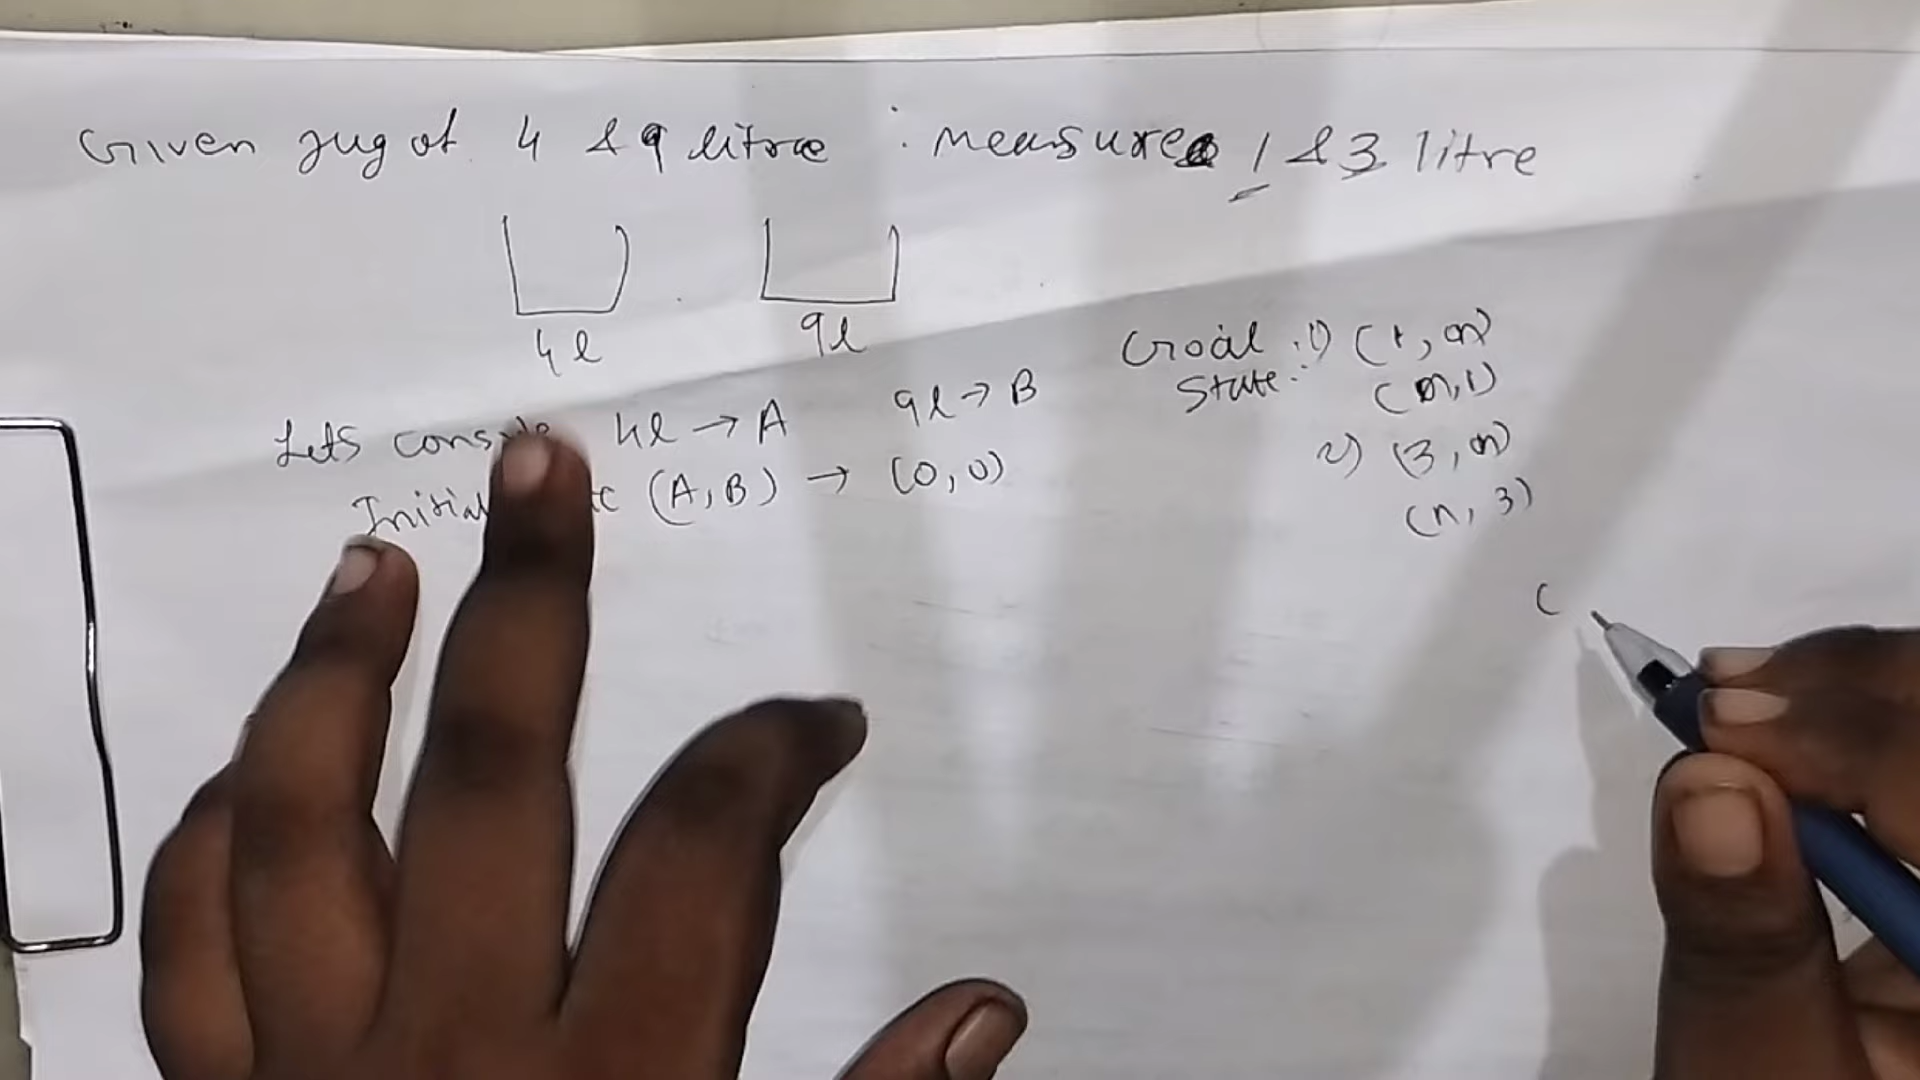 Given jug of 4 & 9 litre : measure 1 & 3 litre
4l 9l
Lets 4l → A 9l → B
(A, B) → (0, 0)
Goal State : 1) (1, n)
(n, 1)
2) (3, n)
(n, 3)
(